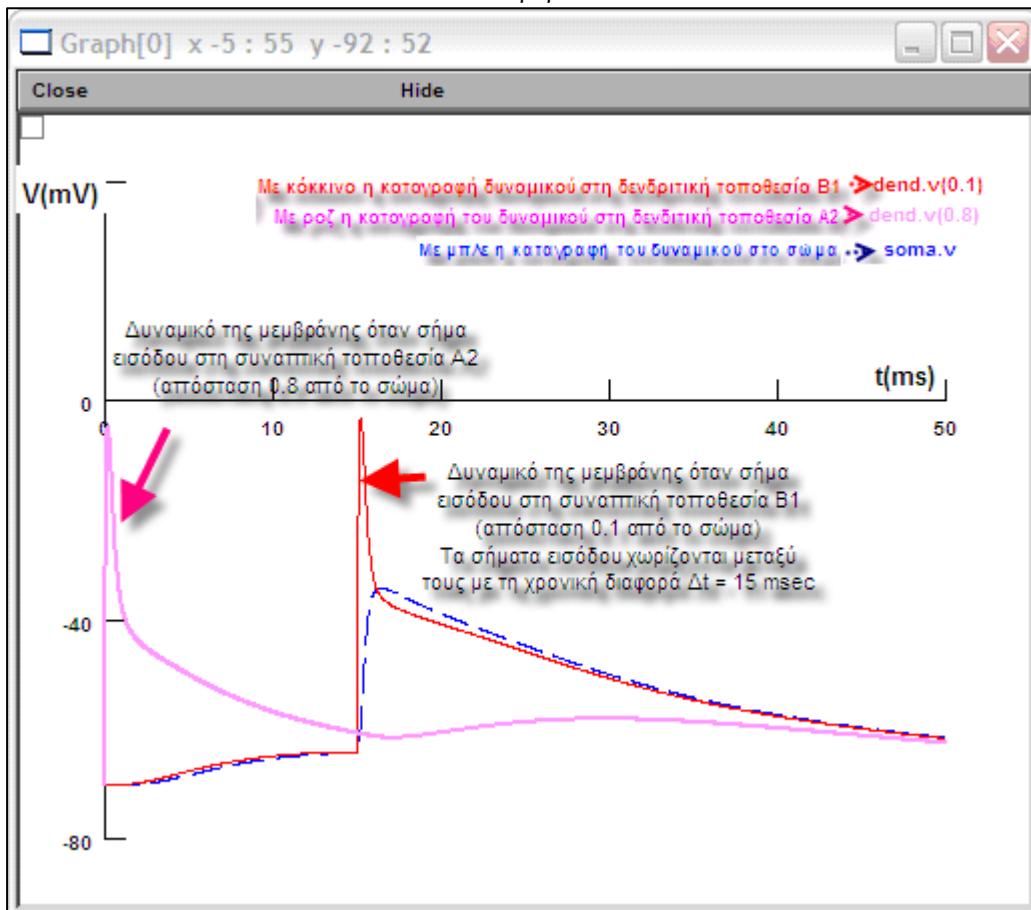 Graph[0] x -5 : 55 y -92 : 52
Close Hide
V(mV)
Με κόκκινο η καταγραφή δυναμικού στη δενδριτική τοποθεσία B1 dend.v(0.1)
Με ροζ η καταγραφή του δυναμικού στη δενδιτική τοποθεσία A2 dend.v(0.8)
Με μπλε η καταγραφή του δυναμικού στο σώμα soma.v
Δυναμικό της μεμβράνης όταν σήμα
εισόδου στη συναπτική τοποθεσία A2
(απόσταση 0.8 από το σώμα)
t(ms)
0
0 10 20 30 40 50
Δυναμικό της μεμβράνης όταν σήμα
εισόδου στη συναπτική τοποθεσία B1
(απόσταση 0.1 από το σώμα)
Τα σήματα εισόδου χωρίζονται μεταξύ
τους με τη χρονική διαφορά Δt = 15 msec
-40
-80